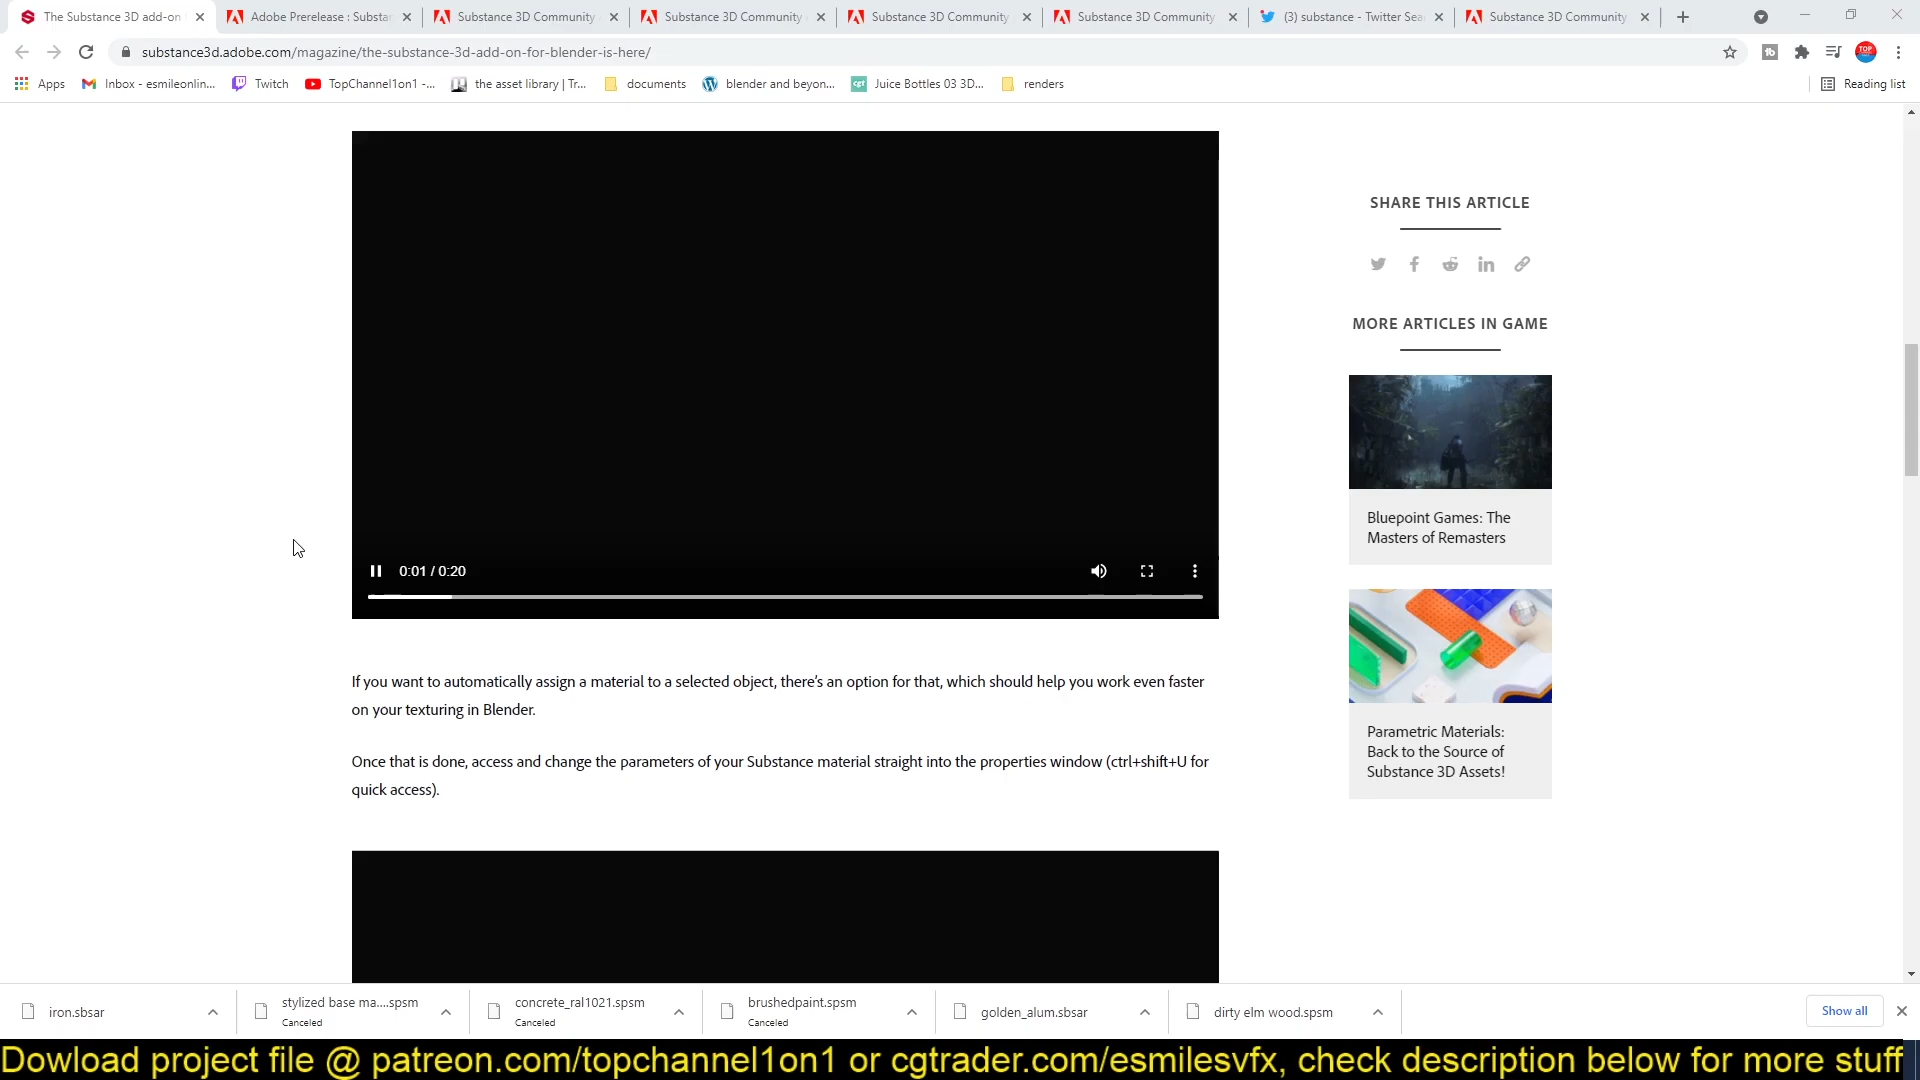 The Substance 3D add-on
Adobe Prerelease : Substan
Substance 3D Community
Substance 3D Community
Substance 3D Community
Substance 3D Community
(3) substance - Twitter Sea
Substance 3D Community
substance3d.adobe.com/magazine/the-substance-3d-add-on-for-blender-is-here/
Apps
Inbox - esmileonlin...
Twitch
TopChannel1on1 -...
the asset library | Tr...
documents
blender and beyon...
Juice Bottles 03 3D...
renders
Reading list
SHARE THIS ARTICLE
MORE ARTICLES IN GAME
Bluepoint Games: The
Masters of Remasters
0:01 / 0:20
If you want to automatically assign a material to a selected object, there's an option for that, which should help you work even faster
on your texturing in Blender.
Once that is done, access and change the parameters of your Substance material straight into the properties window (ctrl+shift+U for
quick access).
Parametric Materials:
Back to the Source of
Substance 3D Assets!
iron.sbsar
stylized base ma....spsm
Canceled
concrete_ral1021.spsm
Canceled
brushedpaint.spsm
Canceled
golden_alum.sbsar
dirty elm wood.spsm
Show all
Dowload project file @ patreon.com/topchannel1on1 or cgtrader.com/esmilesvfx, check description below for more stuff